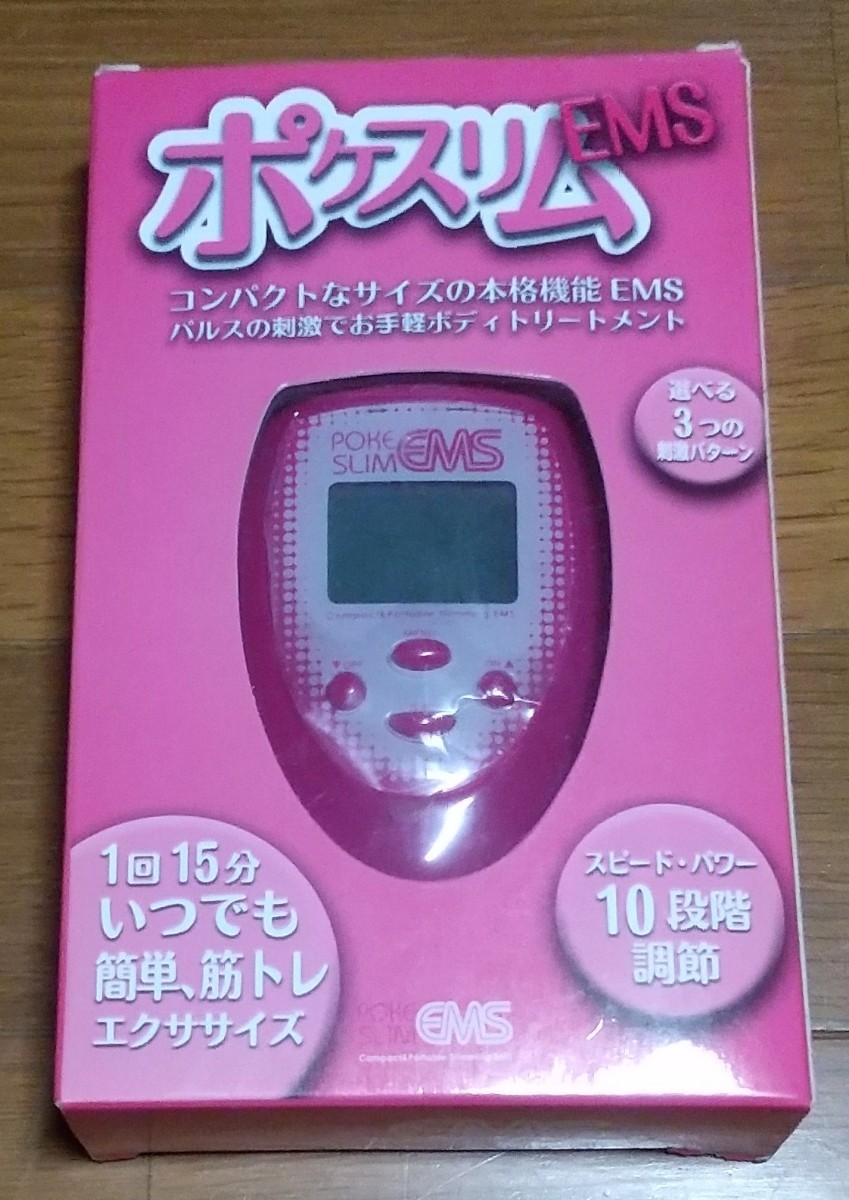 ポケスリム EMS
コンパクトなサイズの本格機能 EMS
パルスの刺激でお手軽ボディトリートメント
選べる
3つの
刺激パターン
POKE
SLIM EMS
OFF
ON
1回15分
いつでも
簡単、筋トレ
エクササイズ
スピード・パワー
10段階
調節
POKE
SLIM EMS